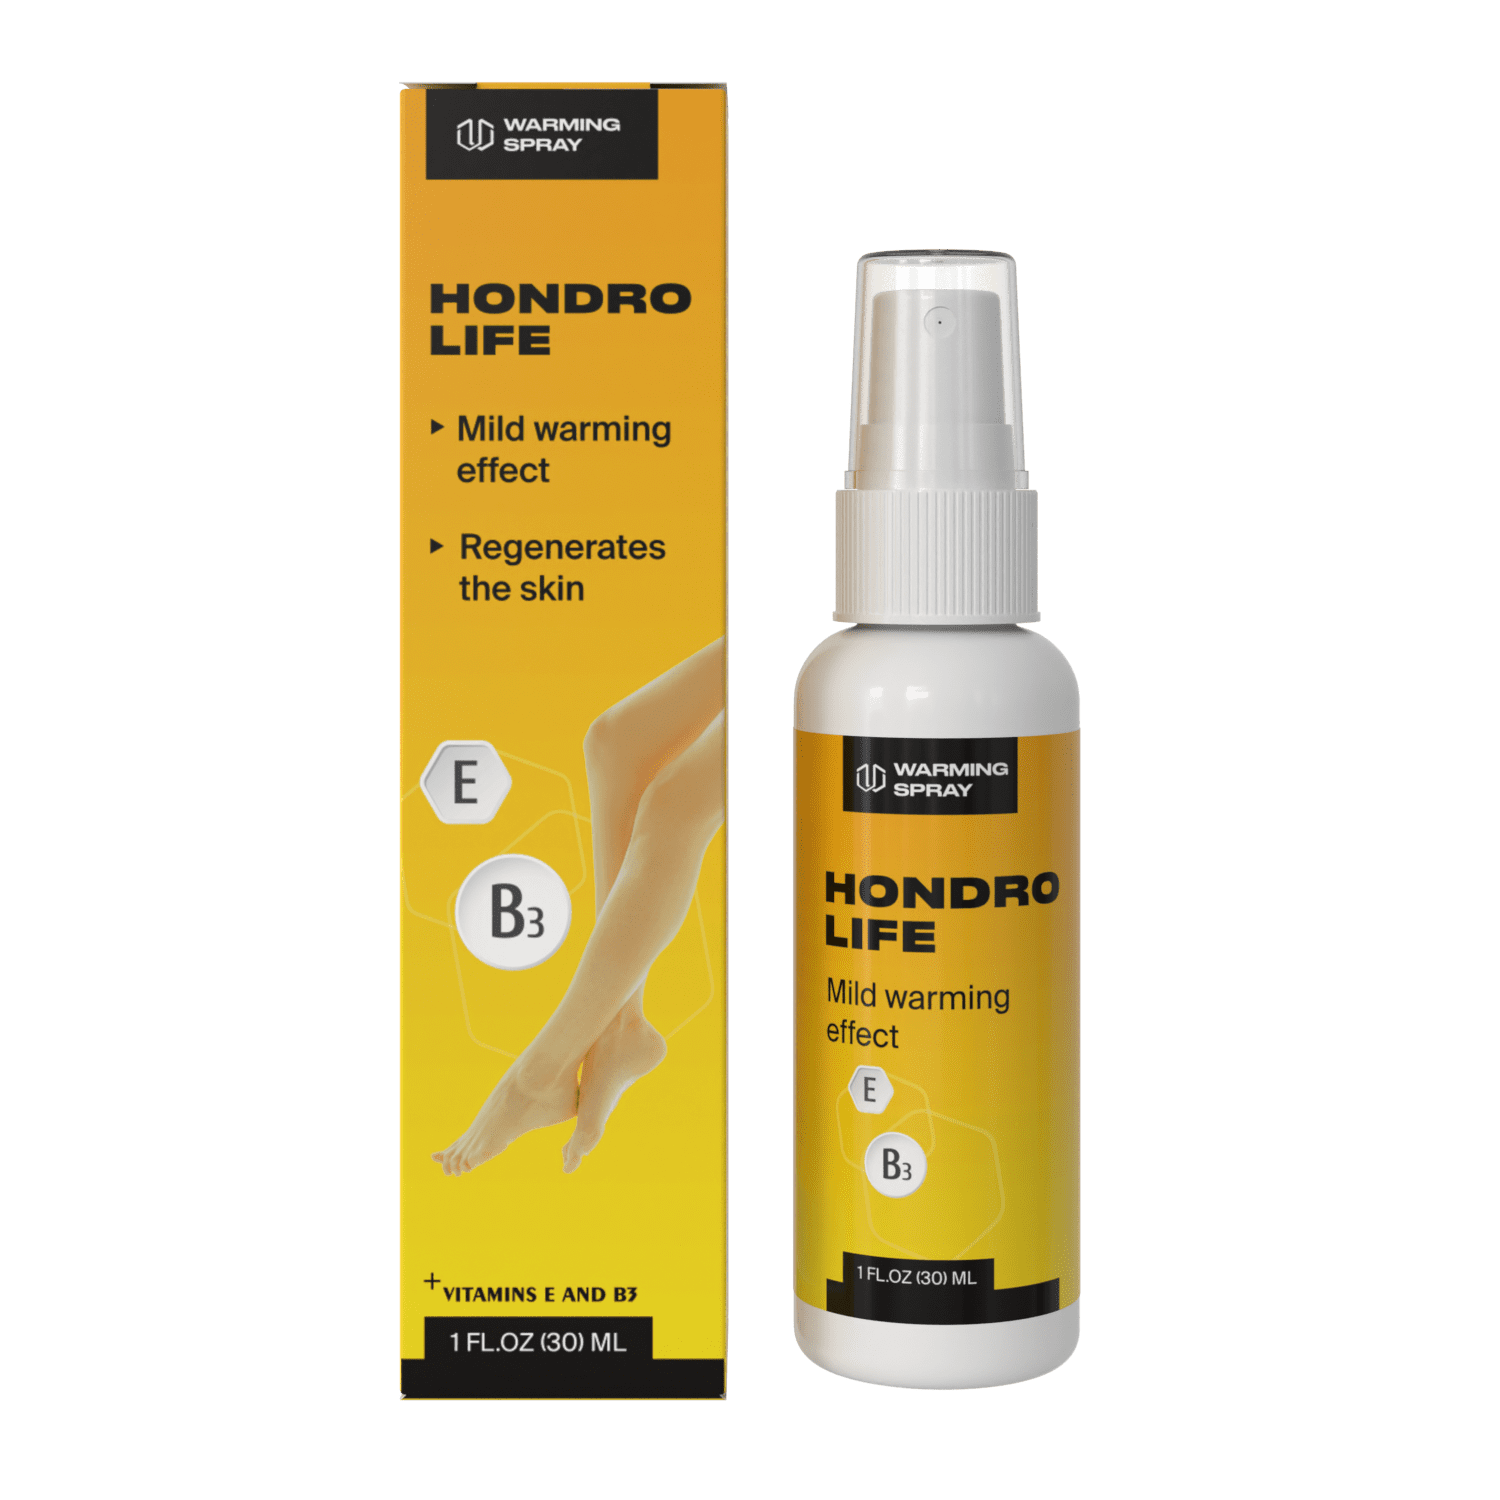 WARMING
SPRAY
HONDRO
LIFE
Mild warming
effect
Regenerates
the skin
E
B3
+VITAMINS E AND B3
1 FL.OZ (30) ML
WARMING
SPRAY
HONDRO
LIFE
Mild warming
effect
E
B3
1 FL.OZ (30) ML